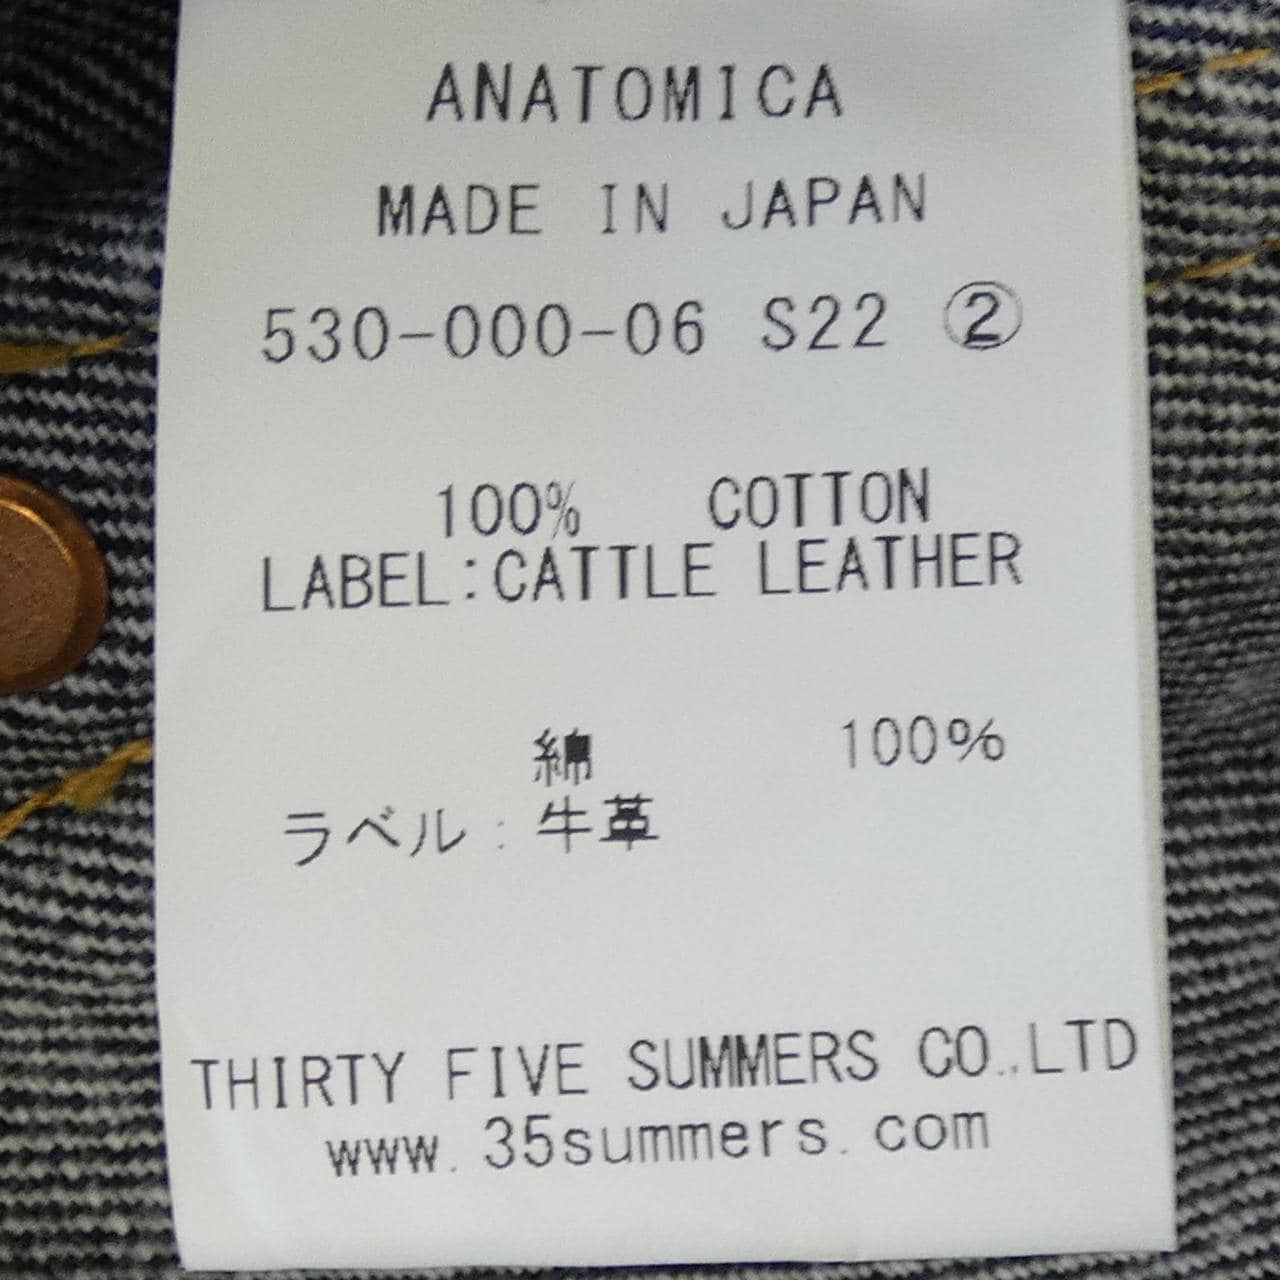 ANATOMICA
MADE IN JAPAN
530-000-06 S22 ②
100% COTTON
LABEL:CATTLE LEATHER
綿 100%
ラベル:牛革
THIRTY FIVE SUMMERS CO.,LTD
www.35summers.com